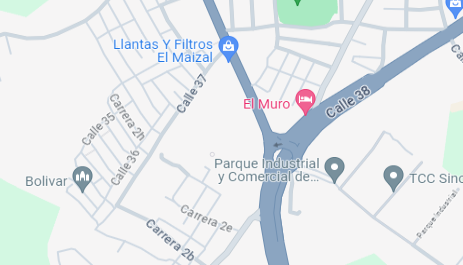 Llantas Y Filtros
El Maizal
Calle 37
El Muro
Calle 38
Carrera 2h
Calle 35
Calle 36
Parque Industrial
y Comercial de...
Bolivar
TCC Sinc
Carrera 2e
Parque Industrial
Carrera 2b